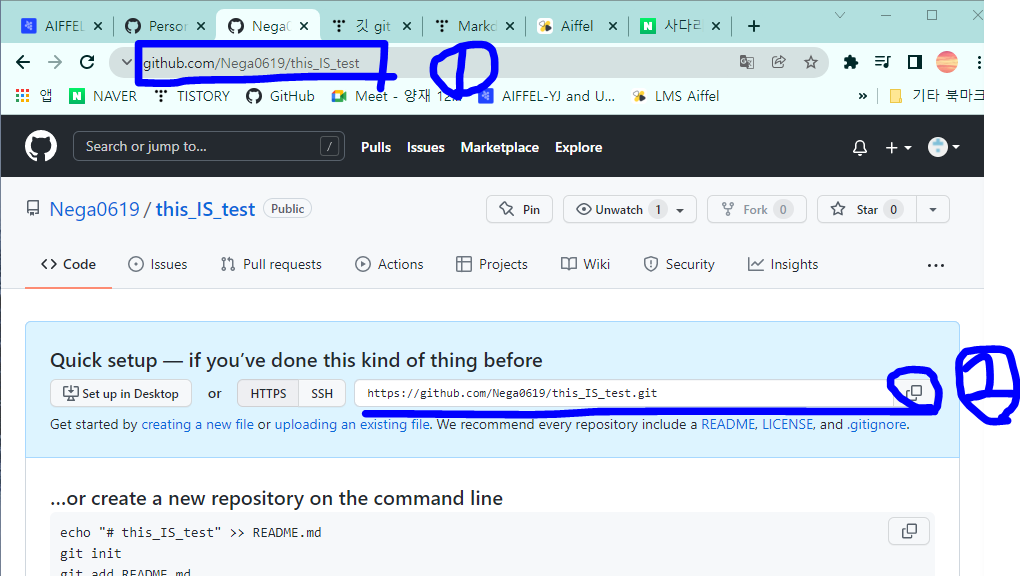 AIFFEL
Person
Nega0
깃 git
Markd
Aiffel
사다리
github.com/Nega0619/this_IS_test
①
앱
NAVER
TISTORY
GitHub
Meet - 양재 12...
AIFFEL-YJ and U...
LMS Aiffel
»
기타 북마크
Search or jump to... /
Pulls Issues Marketplace Explore
Nega0619 / this_IS_test Public
Pin
Unwatch 1
Fork 0
Star 0
<> Code Issues Pull requests Actions Projects Wiki Security Insights ...
Quick setup — if you've done this kind of thing before
Set up in Desktop or HTTPS SSH https://github.com/Nega0619/this_IS_test.git
②
Get started by creating a new file or uploading an existing file. We recommend every repository include a README, LICENSE, and .gitignore.
...or create a new repository on the command line
echo "# this_IS_test" >> README.md
git init
git add README.md